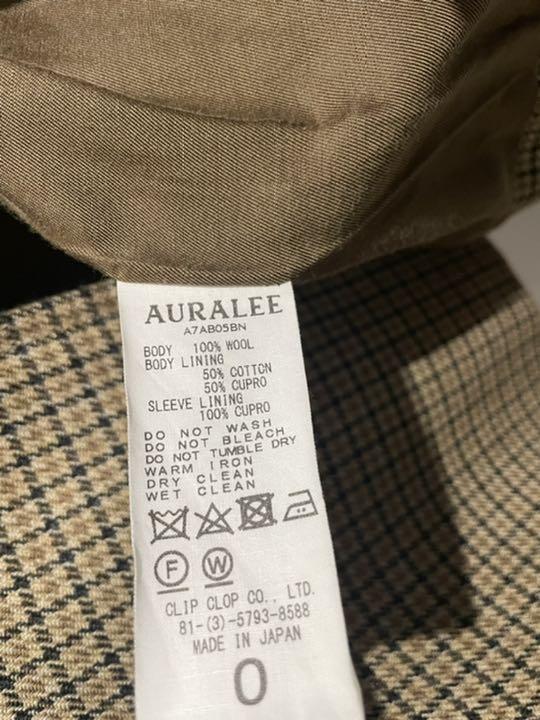 AURALEE
A7AB05BN
BODY 100% WOOL
BODY LINING
50% COTTON
50% CUPRO
SLEEVE LINING
100% CUPRO
DO NOT WASH
DO NOT BLEACH
DO NOT TUMBLE DRY
WARM IRON
DRY CLEAN
WET CLEAN
F W
CLIP CLOP CO., LTD.
81-(3)-5793-8588
MADE IN JAPAN
0